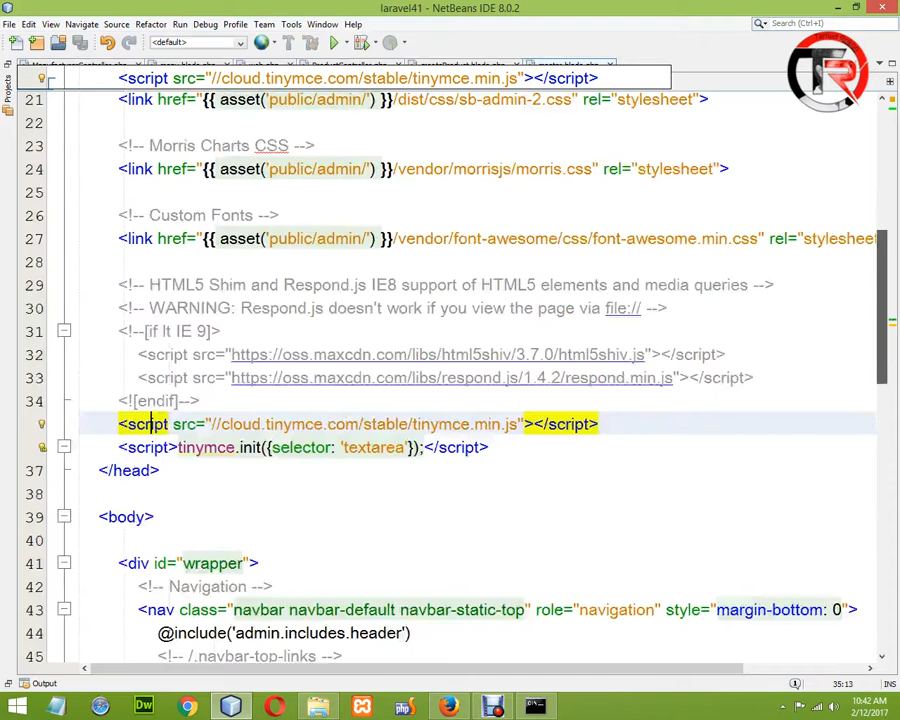 laravel41 - NetBeans IDE 8.0.2
File Edit View Navigate Source Refactor Run Debug Profile Team Tools Window Help
Search (Ctrl+I)
<default>
Projects
<script src="//cloud.tinymce.com/stable/tinymce.min.js"></script>
21 <link href="{{ asset('public/admin/') }}/dist/css/sb-admin-2.css" rel="stylesheet">
22
23 <!-- Morris Charts CSS -->
24 <link href="{{ asset('public/admin/') }}/vendor/morrisjs/morris.css" rel="stylesheet">
25
26 <!-- Custom Fonts -->
27 <link href="{{ asset('public/admin/') }}/vendor/font-awesome/css/font-awesome.min.css" rel="stylesheet
28
29 <!-- HTML5 Shim and Respond.js IE8 support of HTML5 elements and media queries -->
30 <!-- WARNING: Respond.js doesn't work if you view the page via file:// -->
31 <!--[if lt IE 9]>
32 <script src="https://oss.maxcdn.com/libs/html5shiv/3.7.0/html5shiv.js"></script>
33 <script src="https://oss.maxcdn.com/libs/respond.js/1.4.2/respond.min.js"></script>
34 <![endif]-->
<script src="//cloud.tinymce.com/stable/tinymce.min.js"></script>
<script>tinymce.init({selector: 'textarea'});</script>
37 </head>
38
39 <body>
40
41 <div id="wrapper">
42 <!-- Navigation -->
43 <nav class="navbar navbar-default navbar-static-top" role="navigation" style="margin-bottom: 0">
44 @include('admin.includes.header')
45 <!-- /.navbar-top-links -->
Output
35:13 INS
Dw
php
10:42 AM
2/12/2017